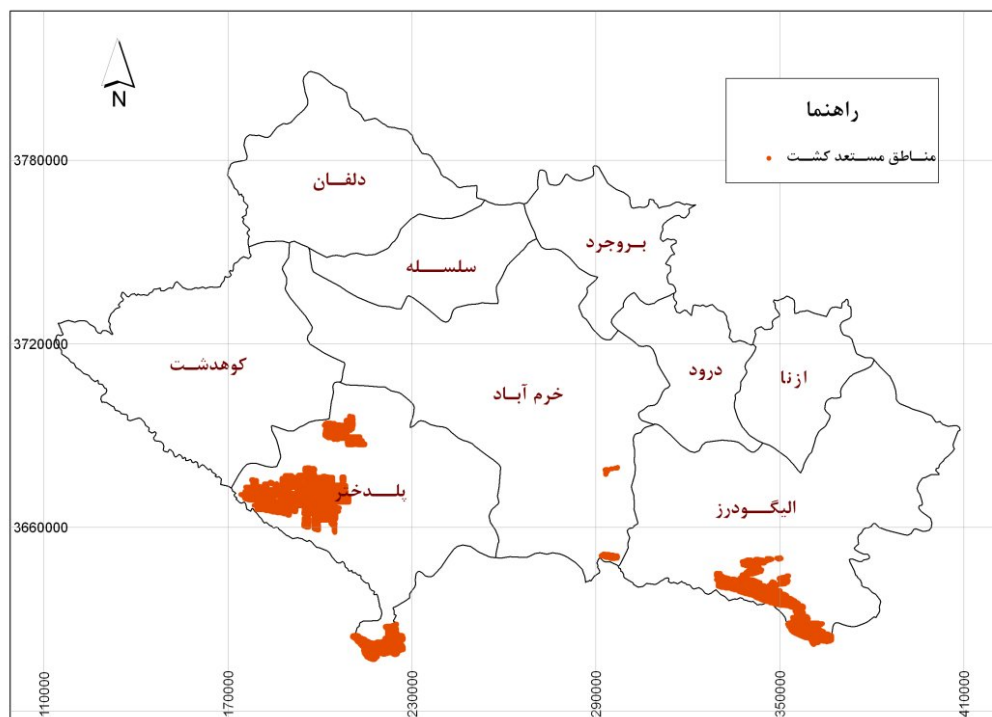 N
راهنما
مناطق مستعد کشت
3780000
دلفان
بروجرد
سلسله
3720000
کوهدشت
درود
ازنا
خرم آباد
پلدختر
الیگودرز
3660000
110000
170000
230000
290000
350000
410000